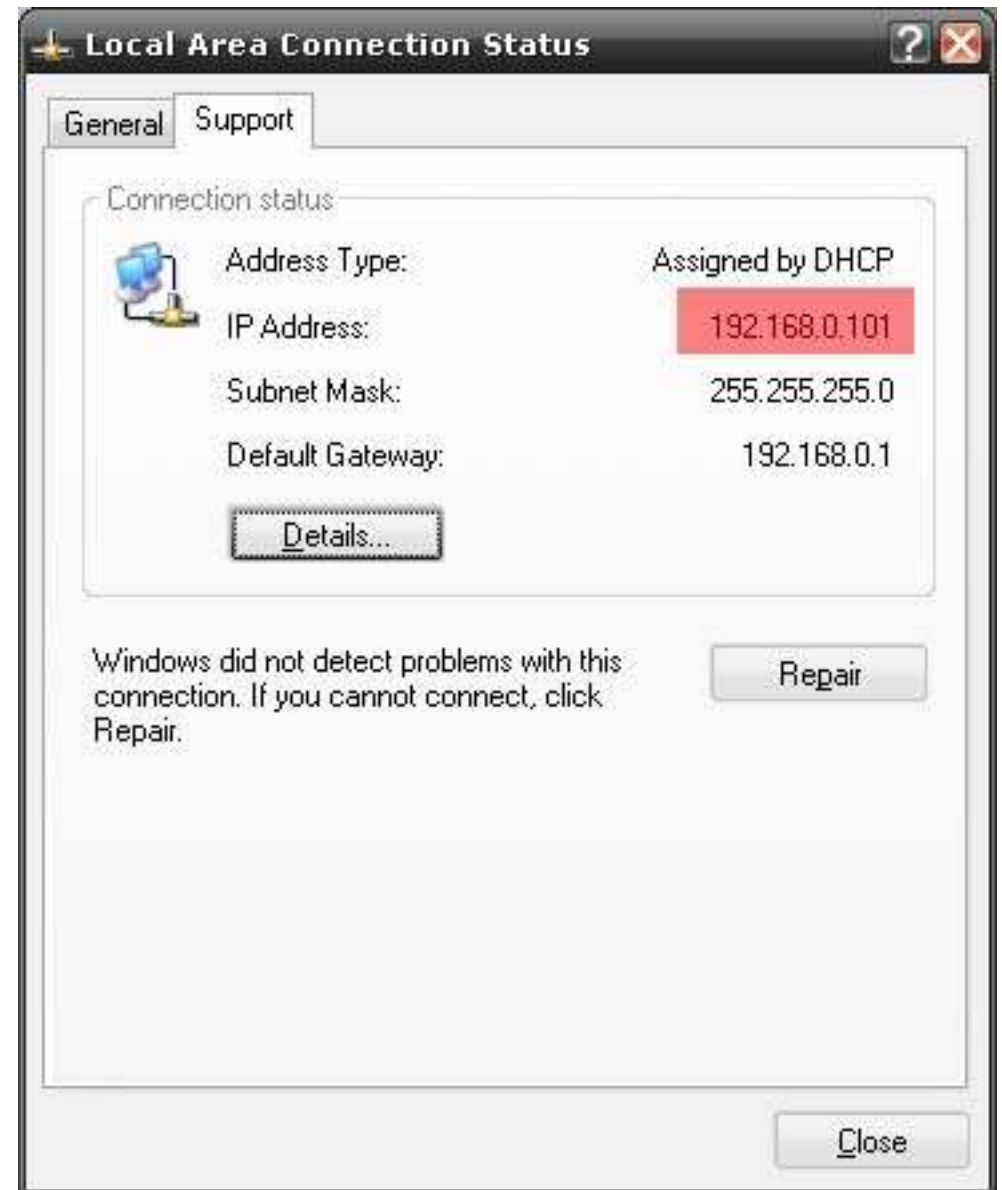 Local Area Connection Status
General Support
Connection status
Address Type: Assigned by DHCP
IP Address: 192.168.0.101
Subnet Mask: 255.255.255.0
Default Gateway: 192.168.0.1
Details...
Windows did not detect problems with this
connection. If you cannot connect, click
Repair.
Repair
Close